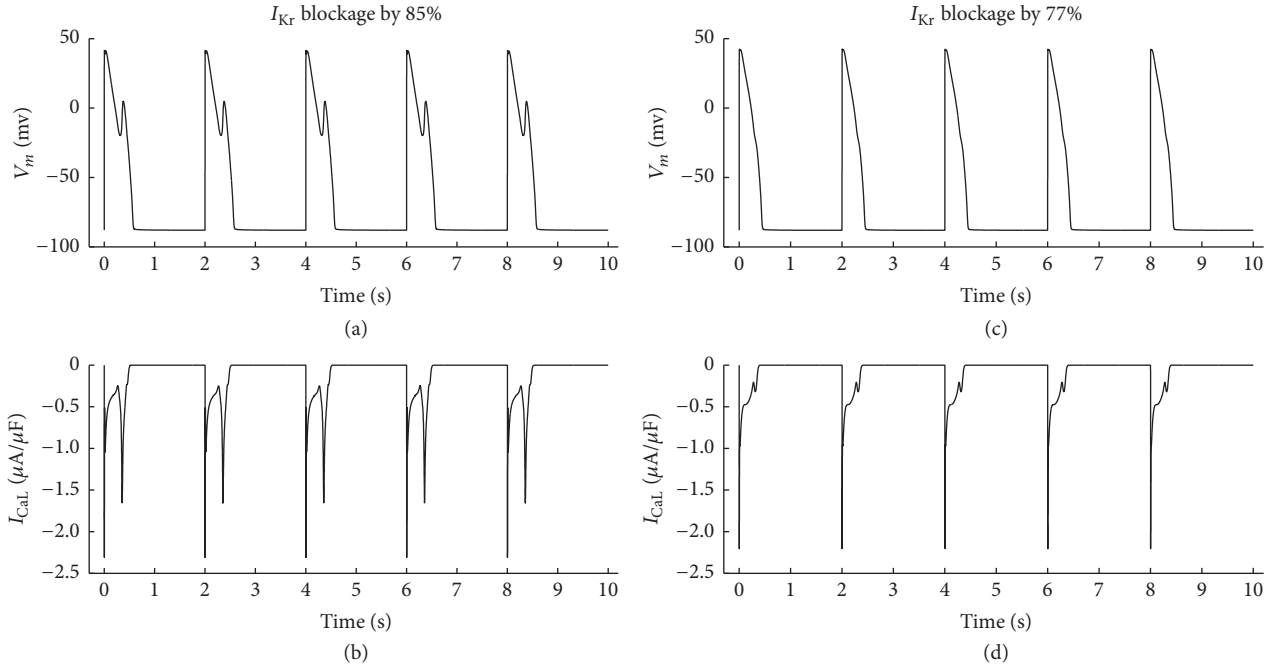 I_Kr blockage by 85%
50
0
−50
−100
V_m (mv)
0 1 2 3 4 5 6 7 8 9 10
Time (s)
(a)
I_Kr blockage by 77%
50
0
−50
−100
V_m (mv)
0 1 2 3 4 5 6 7 8 9 10
Time (s)
(c)
0
−0.5
−1.0
−1.5
−2.0
−2.5
I_CaL (μA/μF)
0 1 2 3 4 5 6 7 8 9 10
Time (s)
(b)
0
−0.5
−1.0
−1.5
−2.0
−2.5
I_CaL (μA/μF)
0 1 2 3 4 5 6 7 8 9 10
Time (s)
(d)